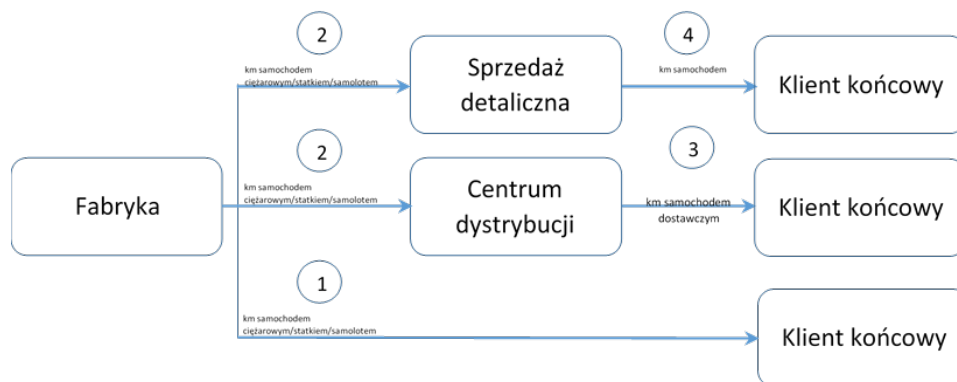 2
km samochodem
ciężarowym/statkiem/samolotem
Sprzedaż
detaliczna
4
km samochodem
Klient końcowy
Fabryka
2
km samochodem
ciężarowym/statkiem/samolotem
Centrum
dystrybucji
3
km samochodem
dostawczym
Klient końcowy
1
km samochodem
ciężarowym/statkiem/samolotem
Klient końcowy